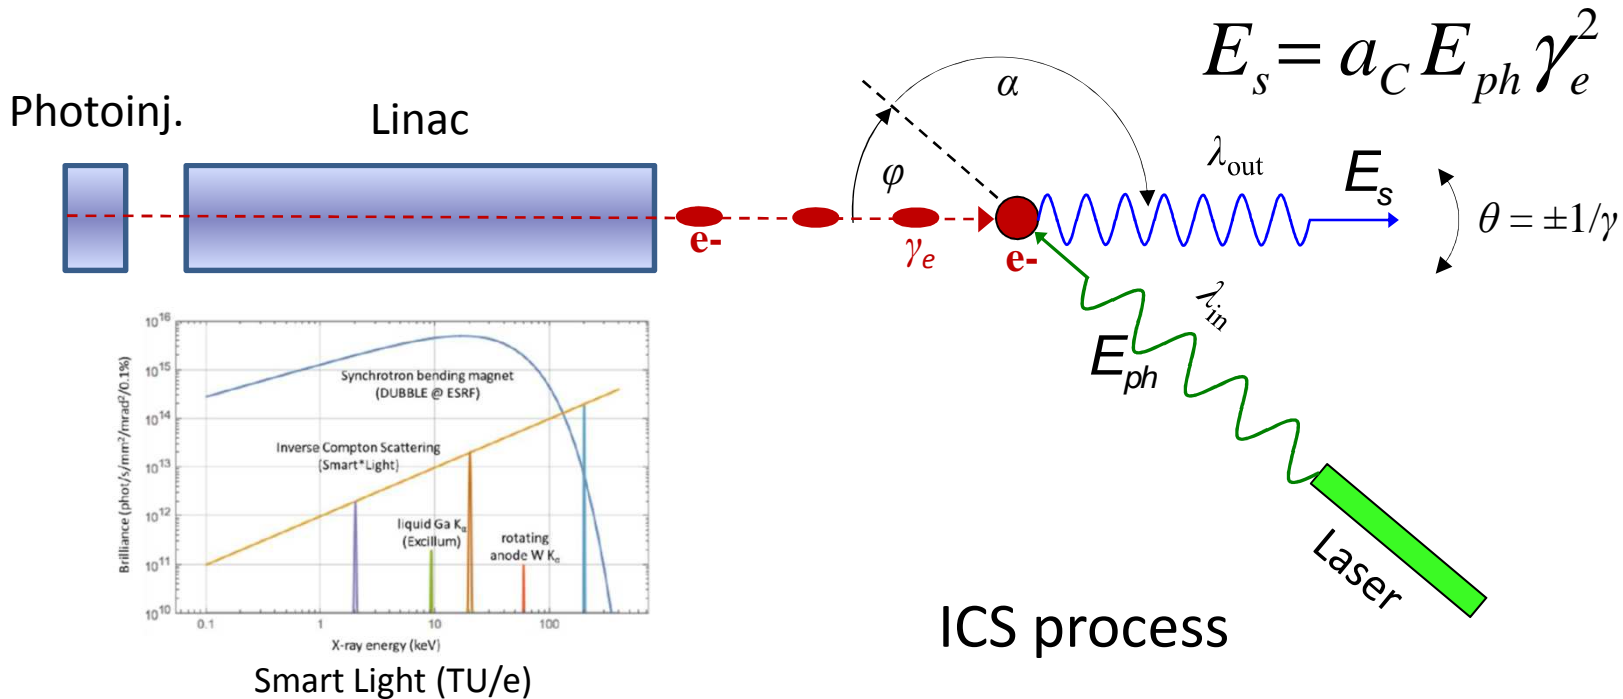 E_s = a_C E_ph γ_e^2
Photoinj.
Linac
α
φ
λ_out
E_s
θ = ±1/γ
e-
γ_e
e-
λ_in
E_ph
Laser
ICS process
10^16
10^15
10^14
10^13
10^12
10^11
10^10
Brilliance (phot/s/mm²/mrad²/0.1%)
Synchrotron bending magnet
(DUBBLE @ ESRF)
Inverse Compton Scattering
(Smart*Light)
liquid Ga K_α
(Excillum)
rotating
anode W K_α
0.1
1
10
100
X-ray energy (keV)
Smart Light (TU/e)